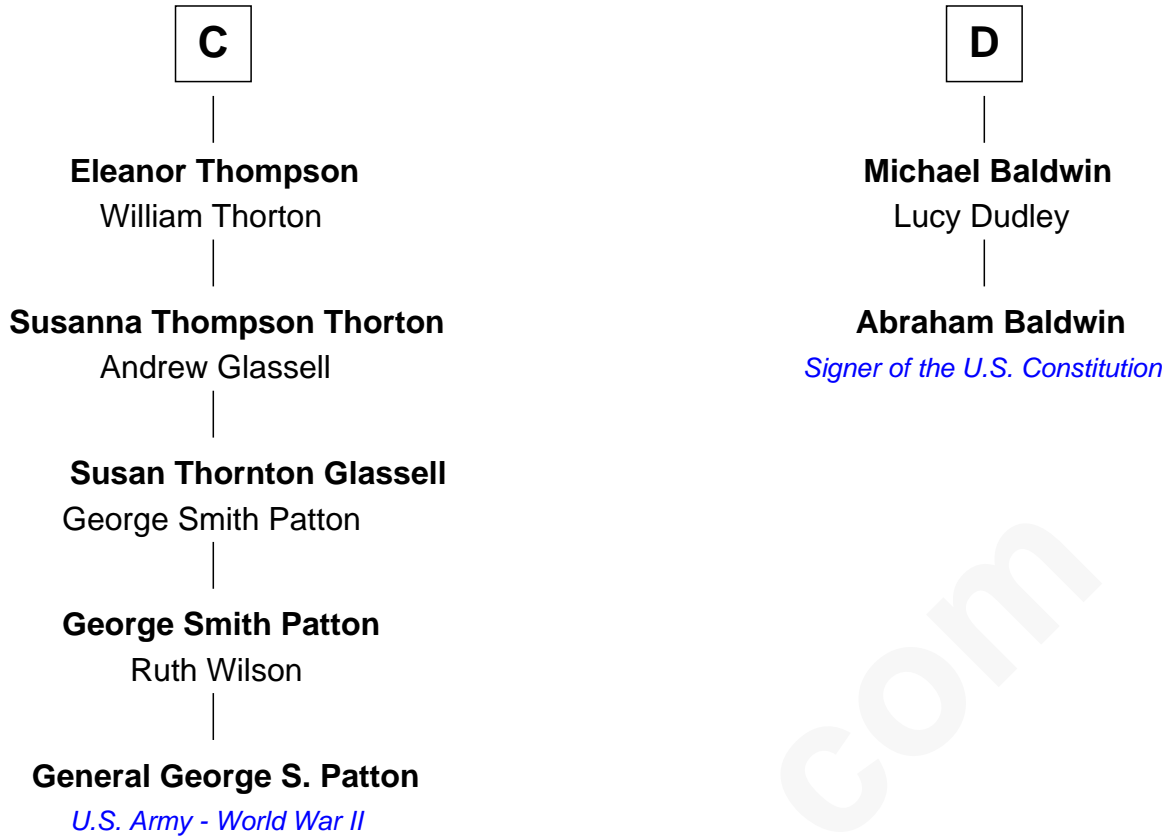 C
Eleanor Thompson
William Thorton
Susanna Thompson Thorton
Andrew Glassell
Susan Thornton Glassell
George Smith Patton
George Smith Patton
Ruth Wilson
General George S. Patton
U.S. Army - World War II
D
Michael Baldwin
Lucy Dudley
Abraham Baldwin
Signer of the U.S. Constitution
com